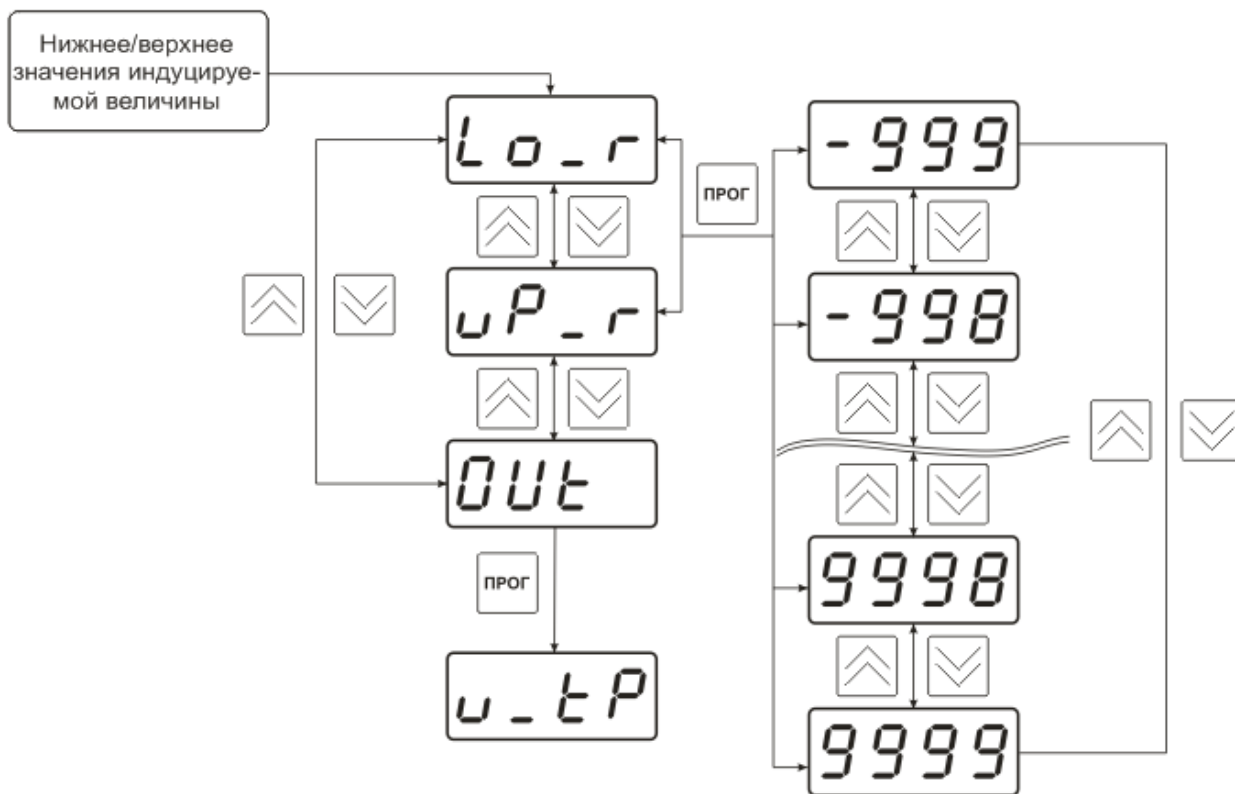 Нижнее/верхнее
значения индуцируе-
мой величины
Lo_r
-999
ПРОГ
uP_r
-998
OUt
9998
ПРОГ
u_tP
9999